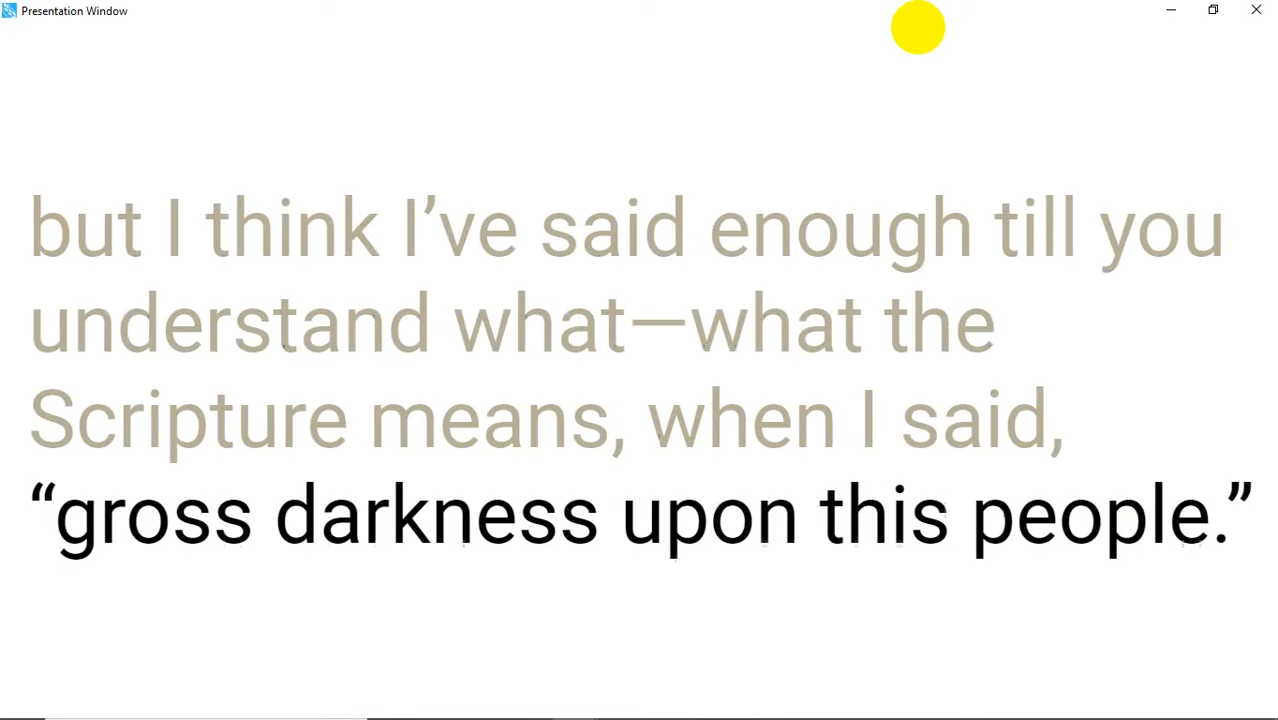 Presentation Window
but I think I’ve said enough till you
understand what—what the
Scripture means, when I said,
“gross darkness upon this people.”